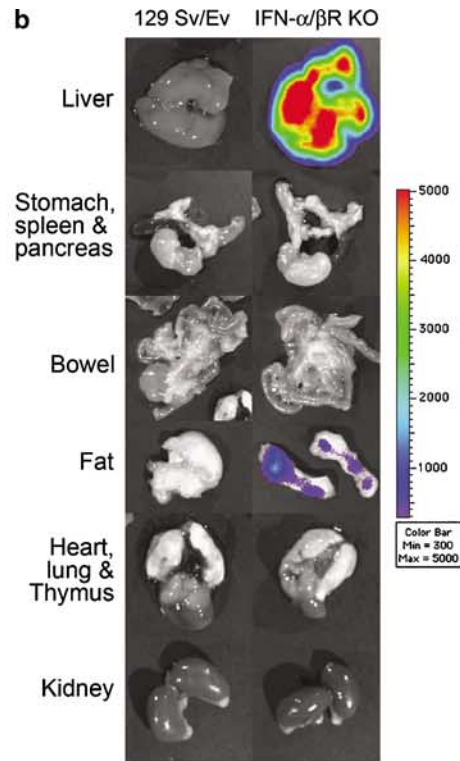 b
129 Sv/Ev
IFN-α/βR KO
Liver
Stomach,
spleen &
pancreas
Bowel
Fat
Heart,
lung &
Thymus
Kidney
5000
4000
3000
2000
1000
Color Bar
Min = 300
Max = 5000